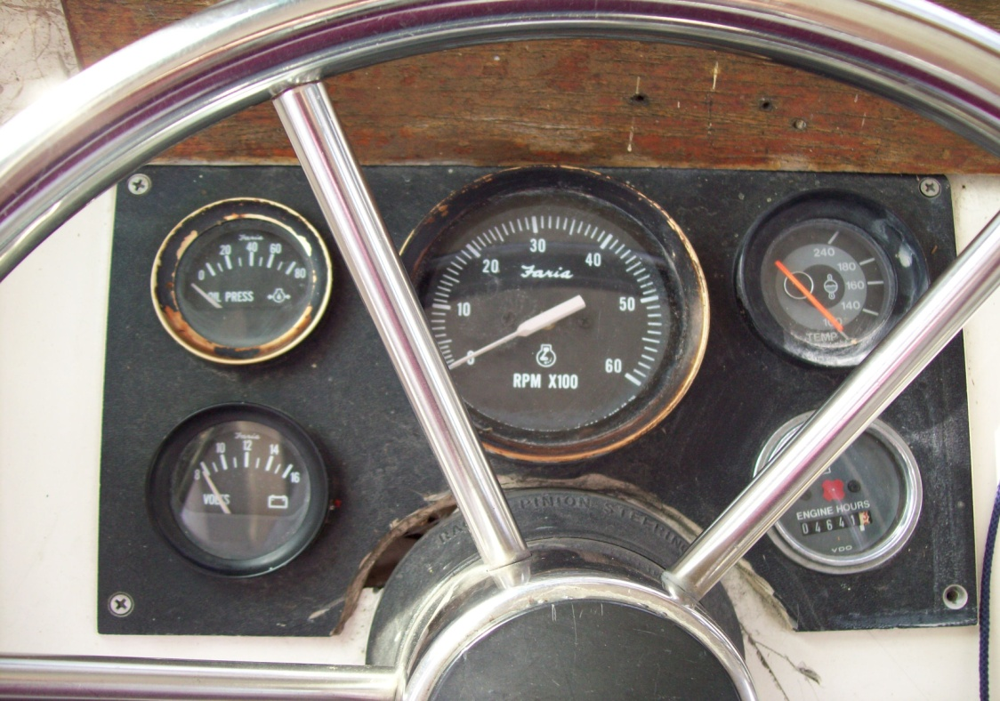 Faria
0 20 40 60 80
OIL PRESS
0 10 20 30 40 50 60
Faria
RPM X100
240
180
160
140
100
TEMP
Faria
8 10 12 14 16
VOLTS
PINION STEERING
ENGINE HOURS
04641
VDO